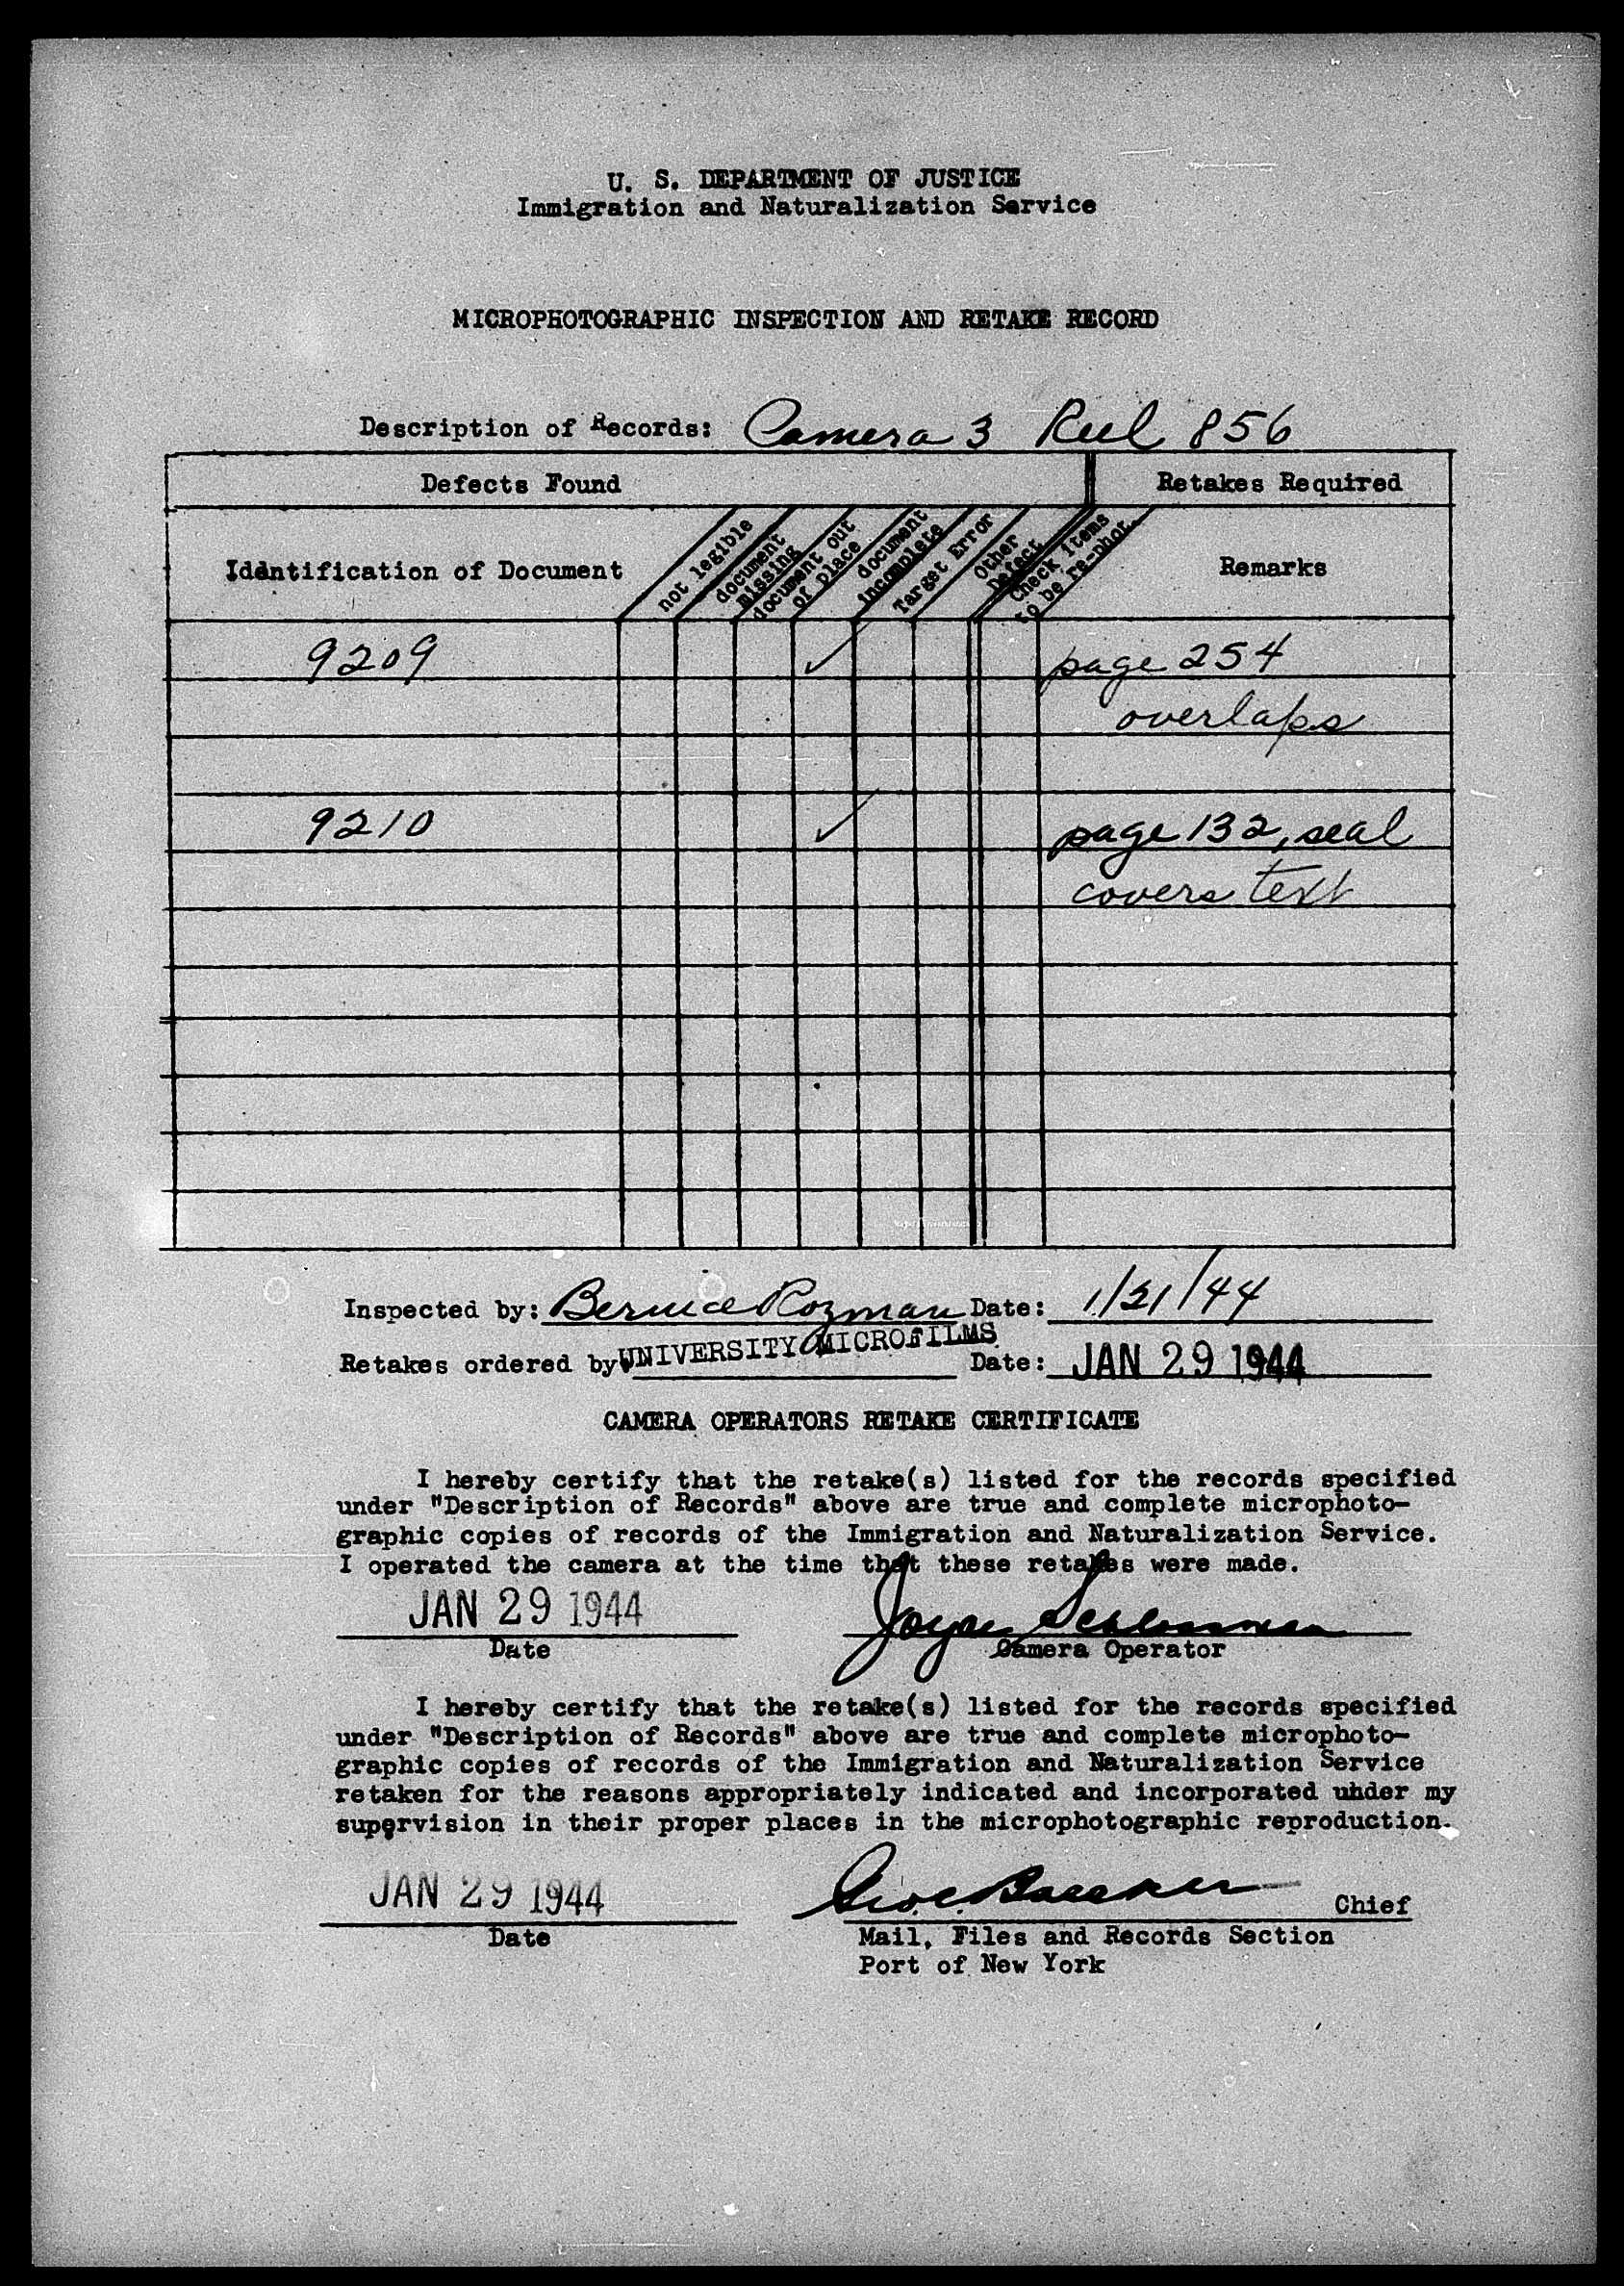 U. S. DEPARTMENT OF JUSTICE
Immigration and Naturalization Service
MICROPHOTOGRAPHIC INSPECTION AND RETAKE RECORD
Description of Records: Camera 3 Reel 856
Defects Found
Retakes Required
Identification of Document
not legible
document missing
document out of place
document incomplete
Target Error
Other Defect
Check items to be re-phot.
Remarks
9209 ✓ page 254
overlaps
9210 ✓ page 132, seal
covers text
Inspected by: Bernice Rozman Date: 1/21/44
Retakes ordered by: UNIVERSITY MICROFILMS Date: JAN 29 1944
CAMERA OPERATORS RETAKE CERTIFICATE
I hereby certify that the retake(s) listed for the records specified
under "Description of Records" above are true and complete microphoto-
graphic copies of records of the Immigration and Naturalization Service.
I operated the camera at the time that these retakes were made.
JAN 29 1944 Joyce Schlossman
Date Camera Operator
I hereby certify that the retake(s) listed for the records specified
under "Description of Records" above are true and complete microphoto-
graphic copies of records of the Immigration and Naturalization Service
retaken for the reasons appropriately indicated and incorporated under my
supervision in their proper places in the microphotographic reproduction.
JAN 29 1944 Chief
Date Mail, Files and Records Section
Port of New York